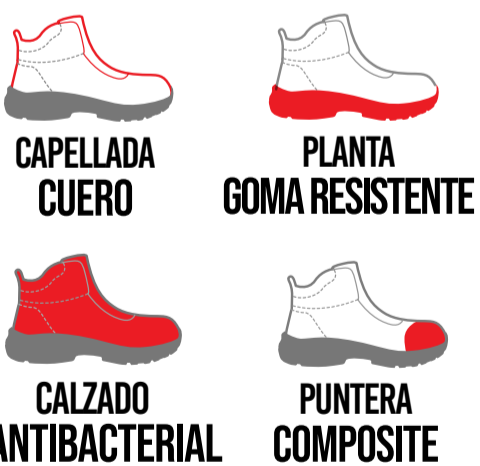 CAPELLADA
CUERO
PLANTA
GOMA RESISTENTE
CALZADO
ANTIBACTERIAL
PUNTERA
COMPOSITE